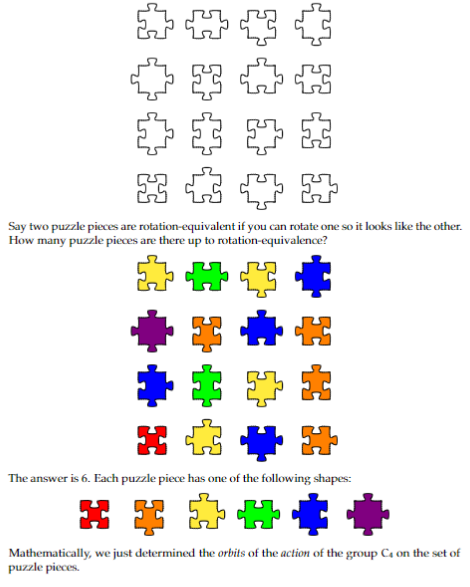 Say two puzzle pieces are rotation-equivalent if you can rotate one so it looks like the other.
How many puzzle pieces are there up to rotation-equivalence?
The answer is 6. Each puzzle piece has one of the following shapes:
Mathematically, we just determined the orbits of the action of the group C₄ on the set of
puzzle pieces.